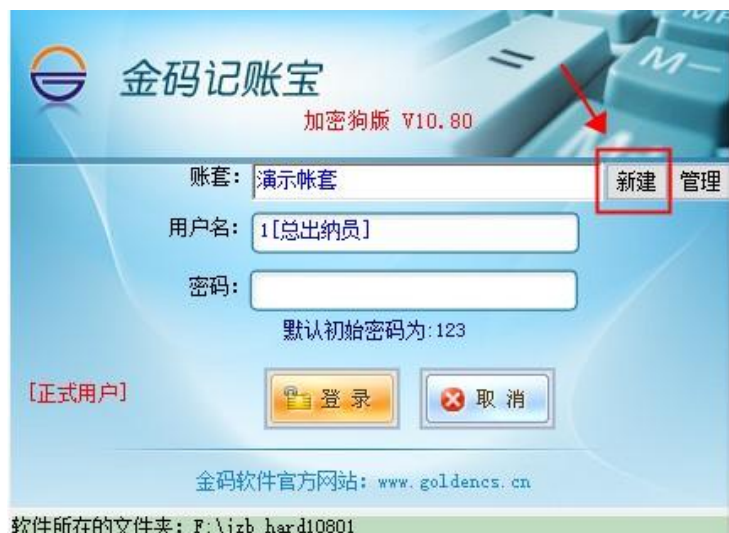 金码记账宝
加密狗版 V10.80
账套: 演示帐套 新建 管理
用户名: 1[总出纳员]
密码:
默认初始密码为:123
[正式用户] 登 录 取 消
金码软件官方网站: www.goldencs.cn
软件所在的文件夹: F:\jzb_hard10801